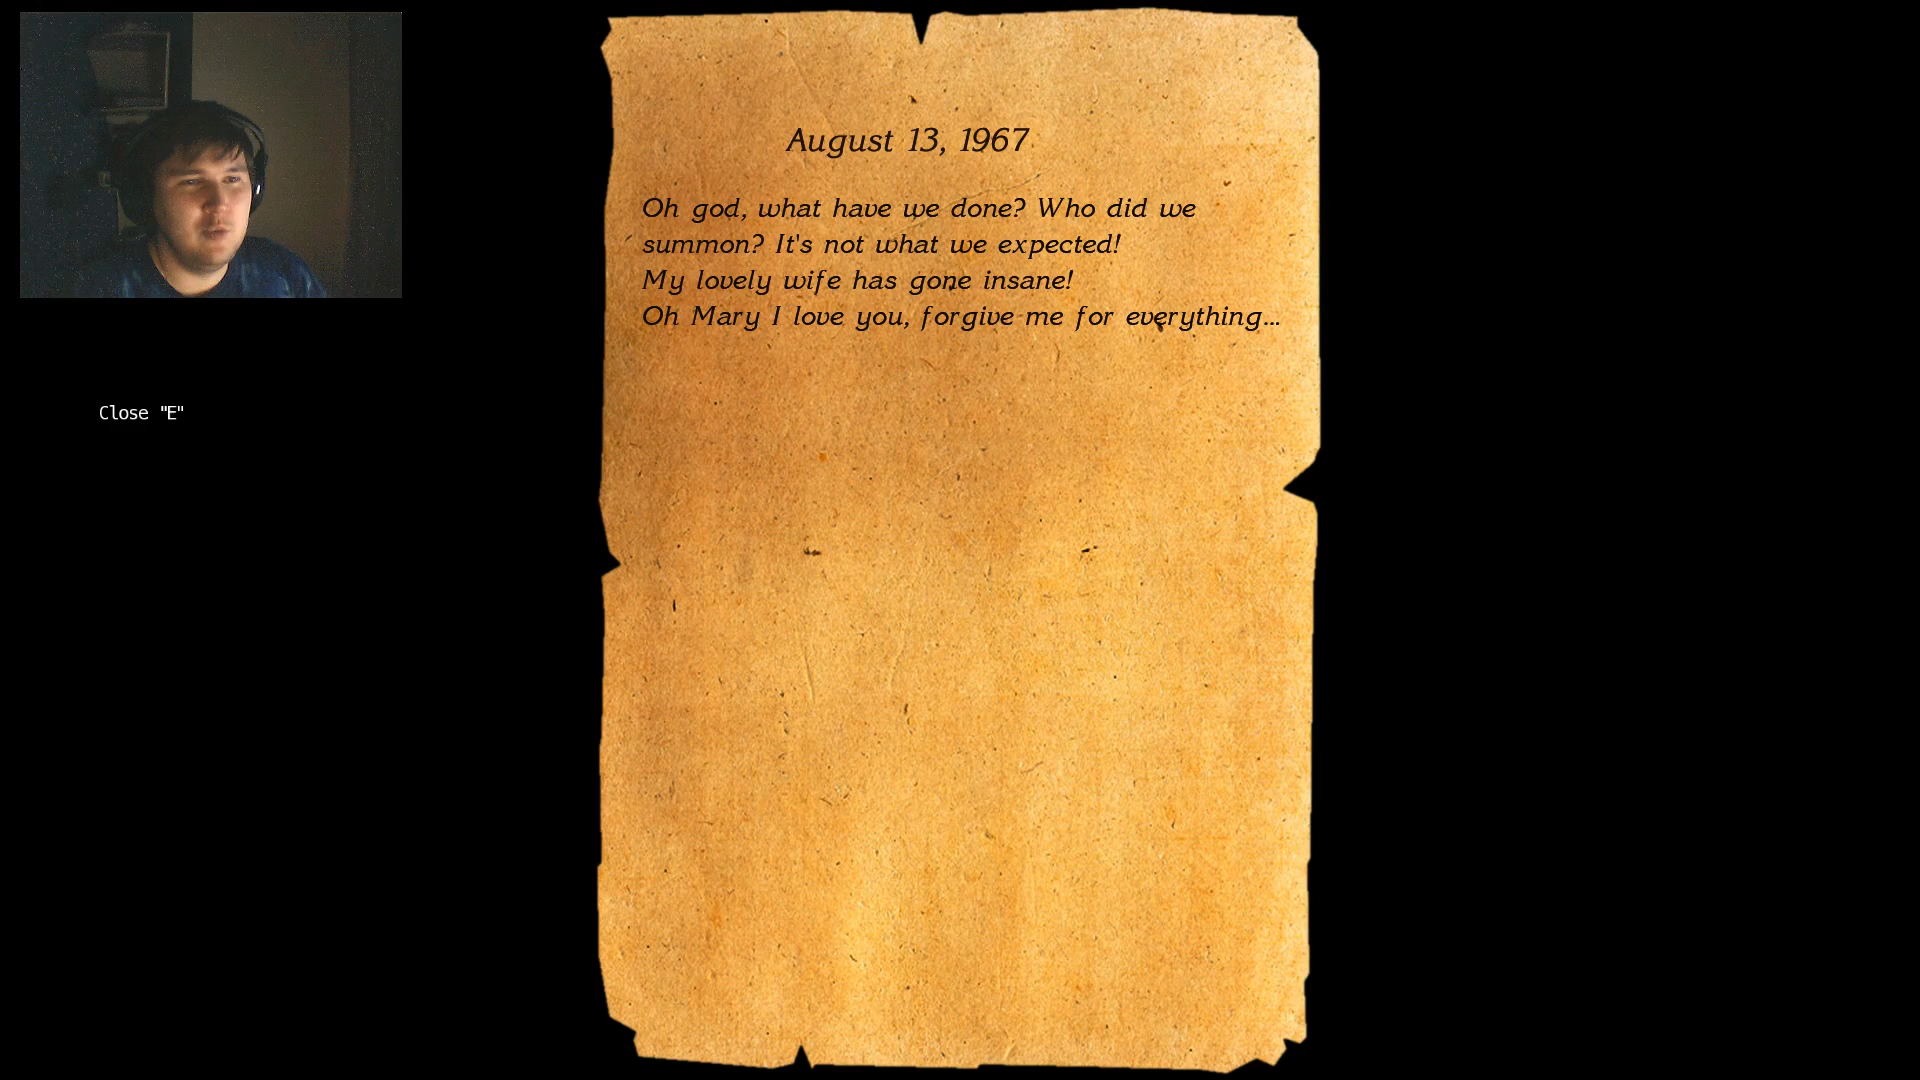 August 13, 1967
Oh god, what have we done? Who did we
summon? It's not what we expected!
My lovely wife has gone insane!
Oh Mary I love you, forgive me for everything...
Close "E"